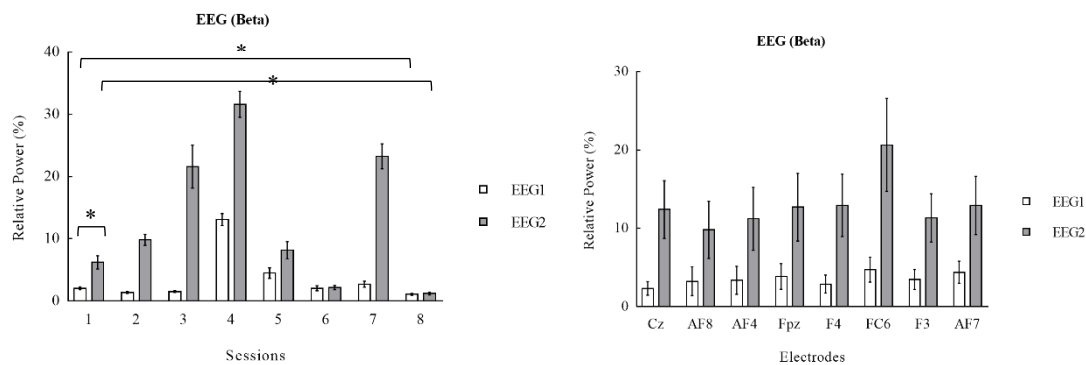 EEG (Beta)
40
30
20
10
0
Relative Power (%)
*
*
*
1 2 3 4 5 6 7 8
Sessions
EEG1
EEG2
EEG (Beta)
30
20
10
0
Relative Power (%)
Cz AF8 AF4 Fpz F4 FC6 F3 AF7
Electrodes
EEG1
EEG2